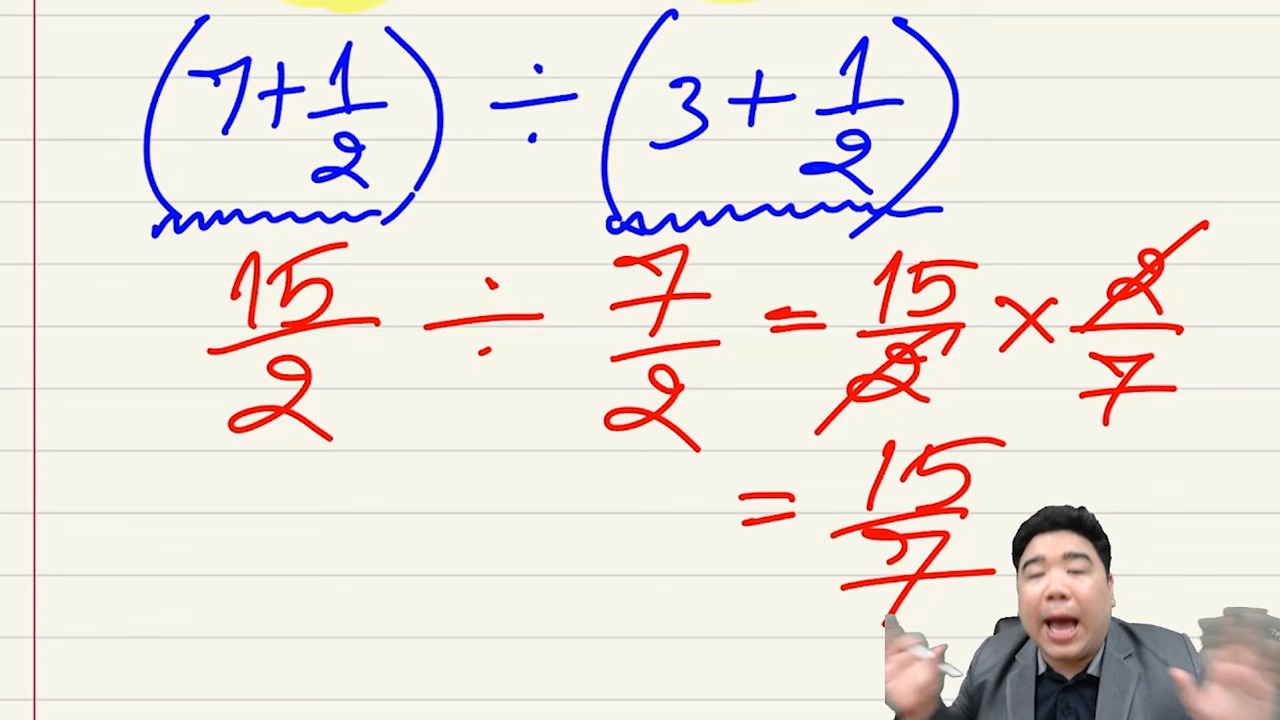 (7+1/2) ÷ (3+1/2)
15/2 ÷ 7/2 = 15/2 × 2/7
= 15/7